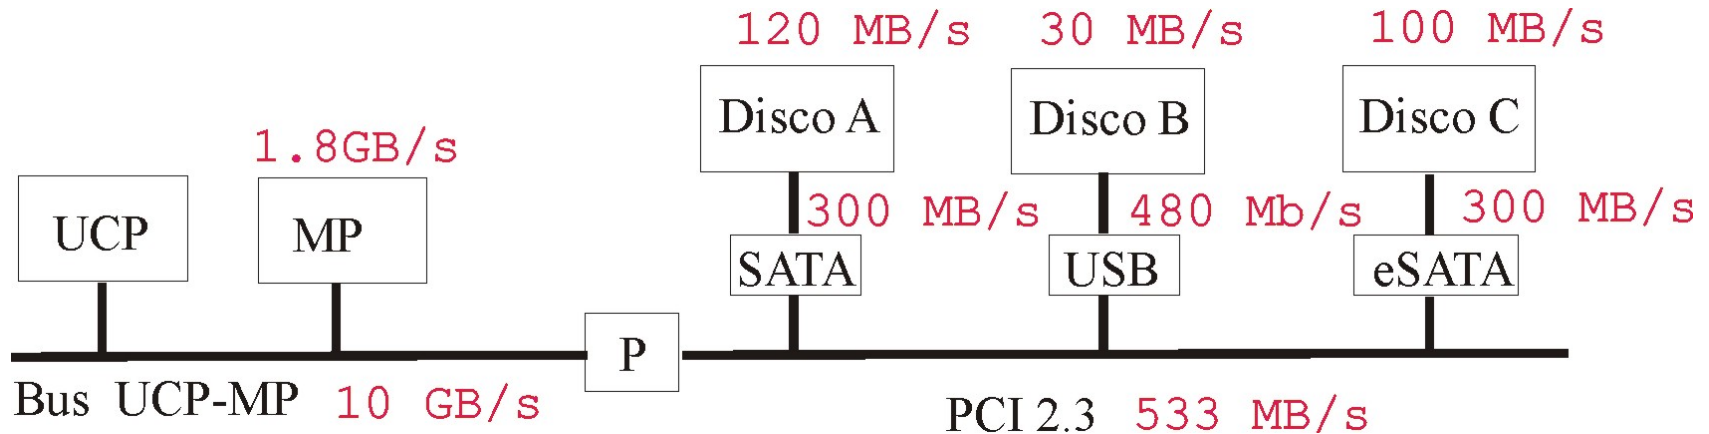 120 MB/s
30 MB/s
100 MB/s
Disco A
Disco B
Disco C
1.8GB/s
UCP
MP
300 MB/s
480 Mb/s
300 MB/s
SATA
USB
eSATA
P
Bus UCP-MP 10 GB/s
PCI 2.3 533 MB/s